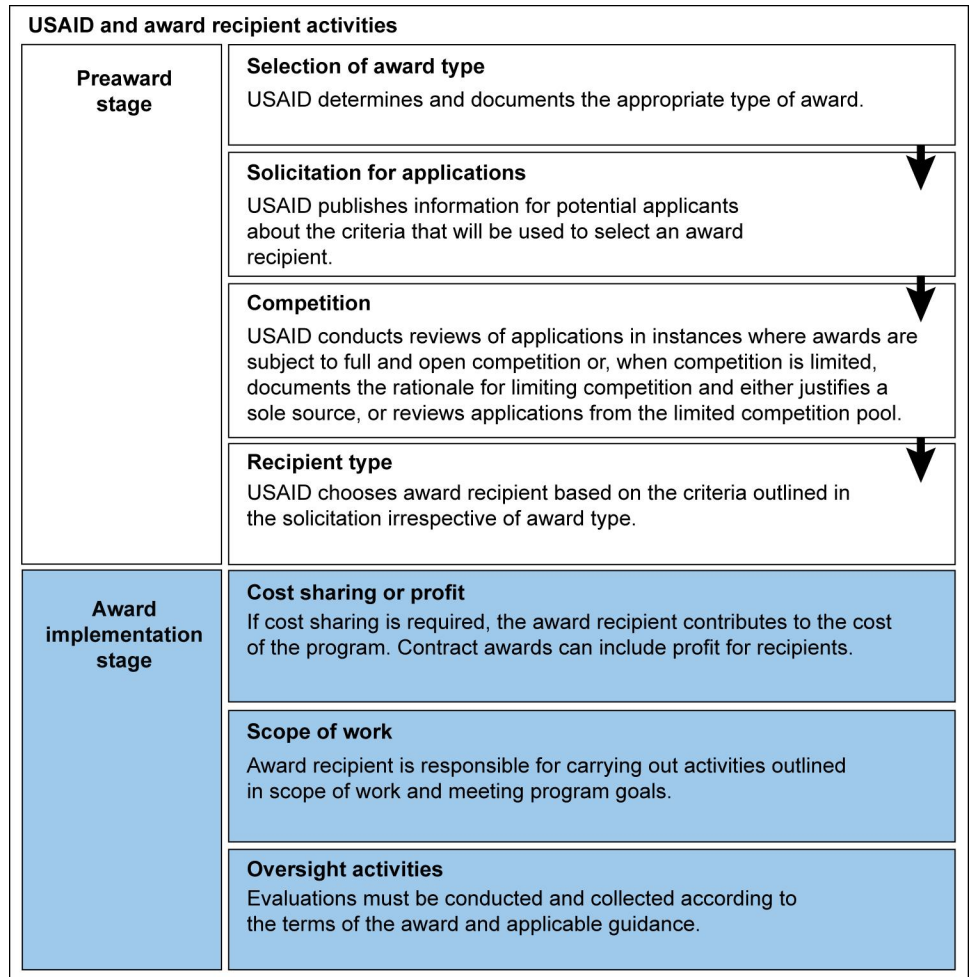 USAID and award recipient activities
Preaward
stage
Selection of award type
USAID determines and documents the appropriate type of award.
Solicitation for applications
USAID publishes information for potential applicants
about the criteria that will be used to select an award
recipient.
Competition
USAID conducts reviews of applications in instances where awards are
subject to full and open competition or, when competition is limited,
documents the rationale for limiting competition and either justifies a
sole source, or reviews applications from the limited competition pool.
Recipient type
USAID chooses award recipient based on the criteria outlined in
the solicitation irrespective of award type.
Award
implementation
stage
Cost sharing or profit
If cost sharing is required, the award recipient contributes to the cost
of the program. Contract awards can include profit for recipients.
Scope of work
Award recipient is responsible for carrying out activities outlined
in scope of work and meeting program goals.
Oversight activities
Evaluations must be conducted and collected according to
the terms of the award and applicable guidance.